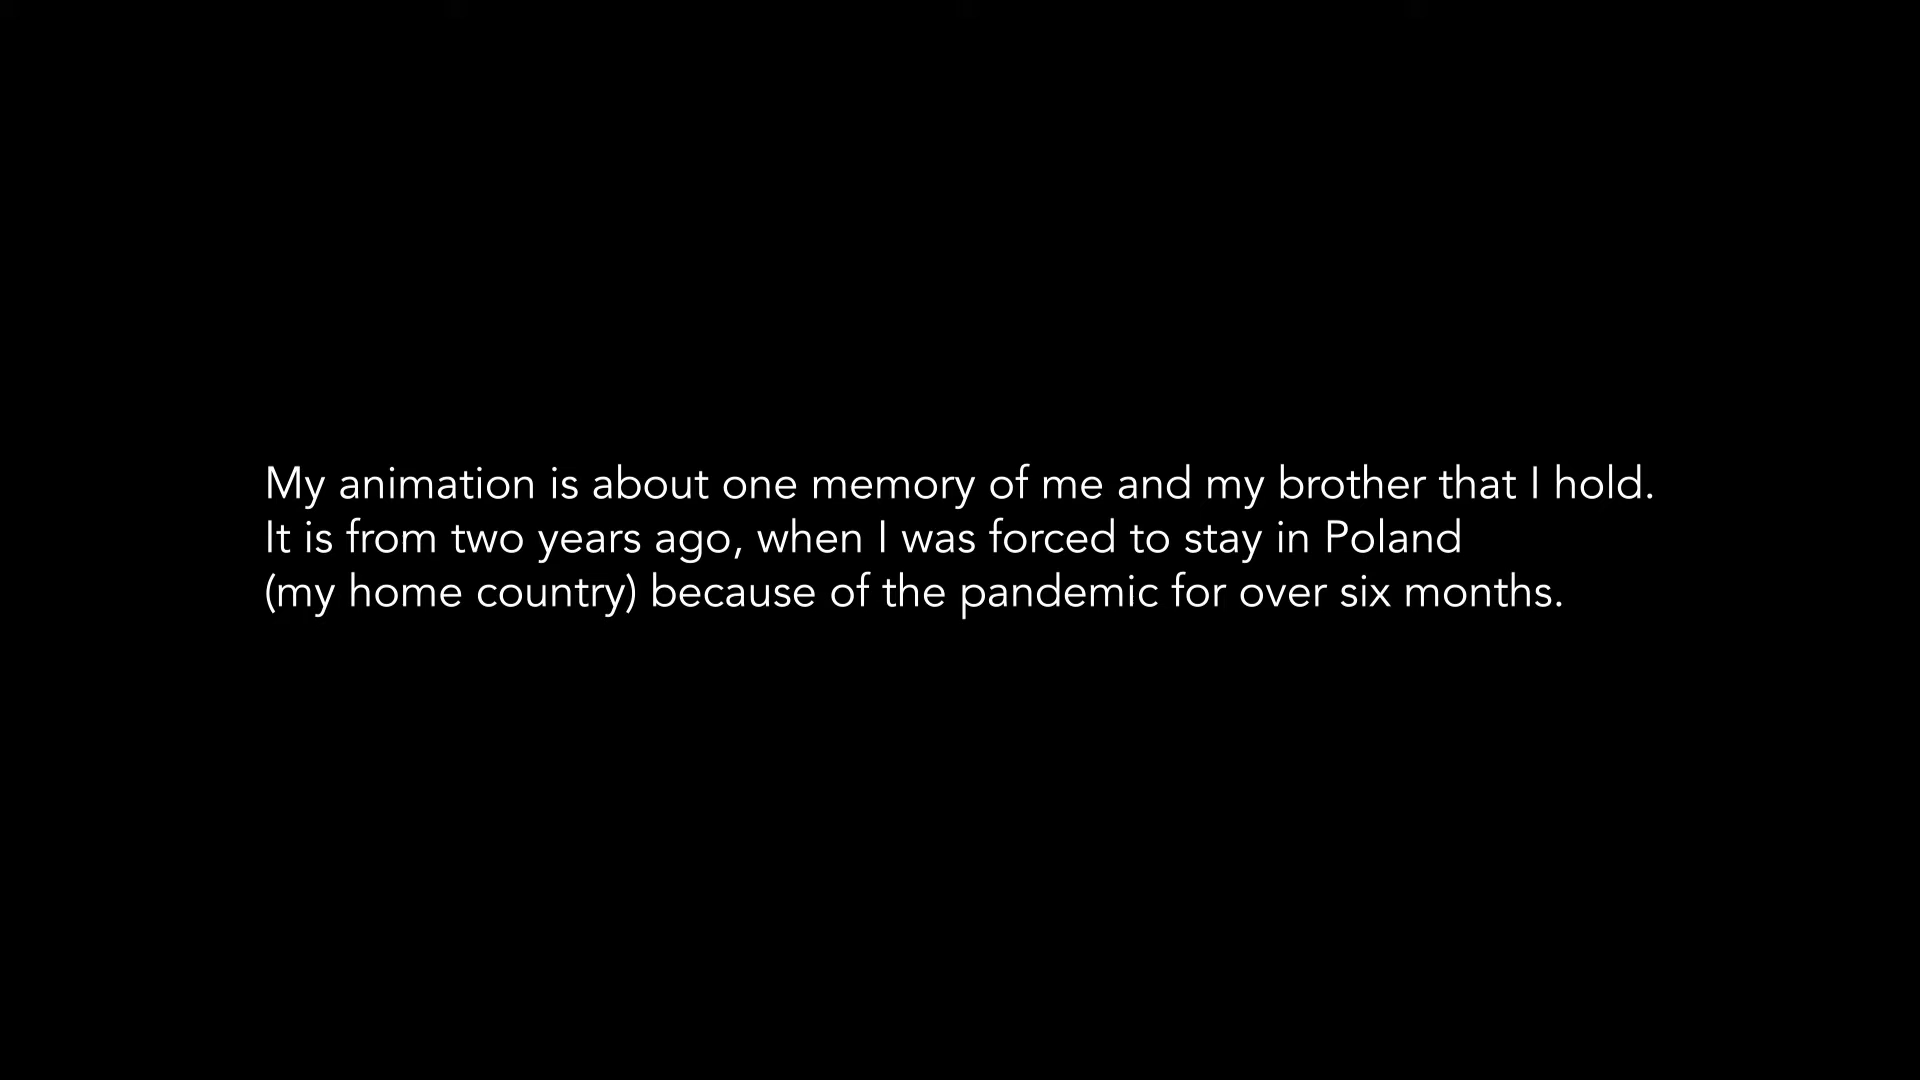 My animation is about one memory of me and my brother that I hold.
It is from two years ago, when I was forced to stay in Poland
(my home country) because of the pandemic for over six months.